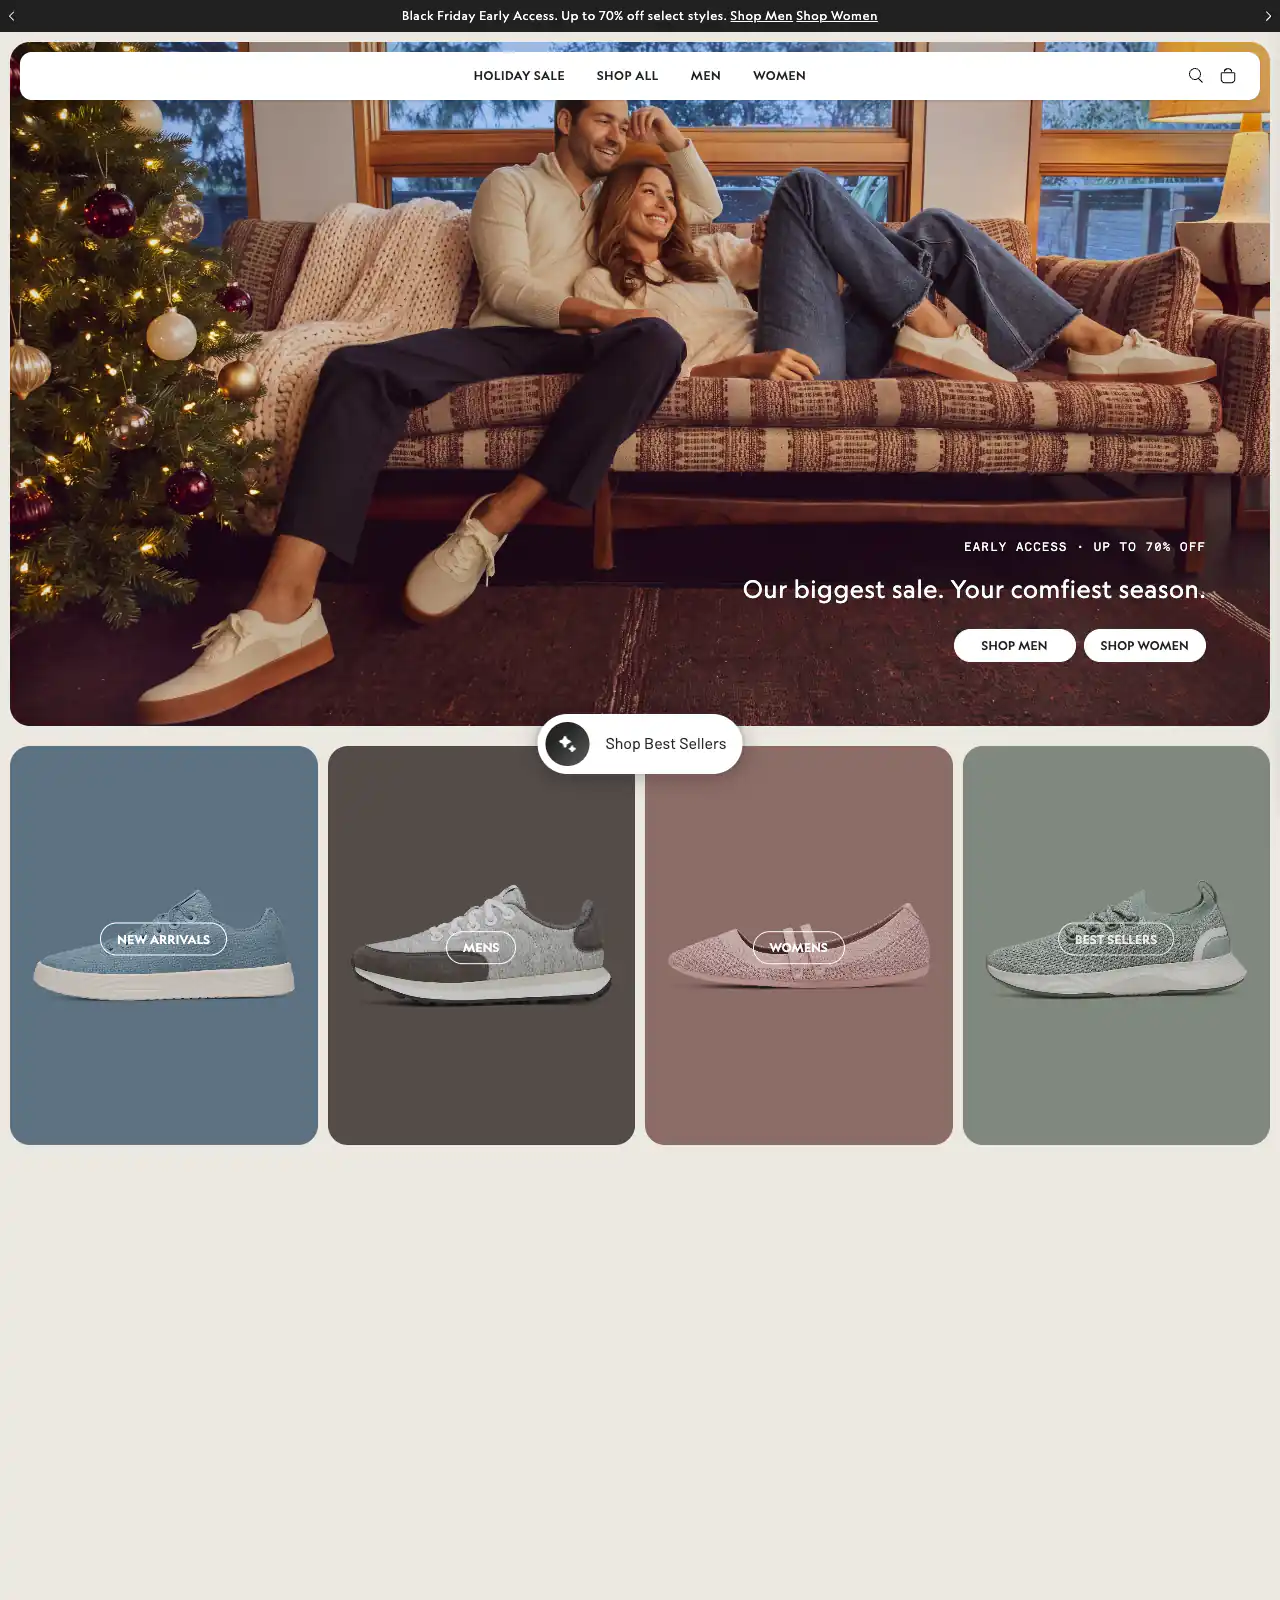 Black Friday Early Access. Up to 70% off select styles. Shop Men Shop Women
HOLIDAY SALE SHOP ALL MEN WOMEN
EARLY ACCESS · UP TO 70% OFF
Our biggest sale. Your comfiest season.
SHOP MEN SHOP WOMEN
Shop Best Sellers
NEW ARRIVALS MENS WOMENS BEST SELLERS